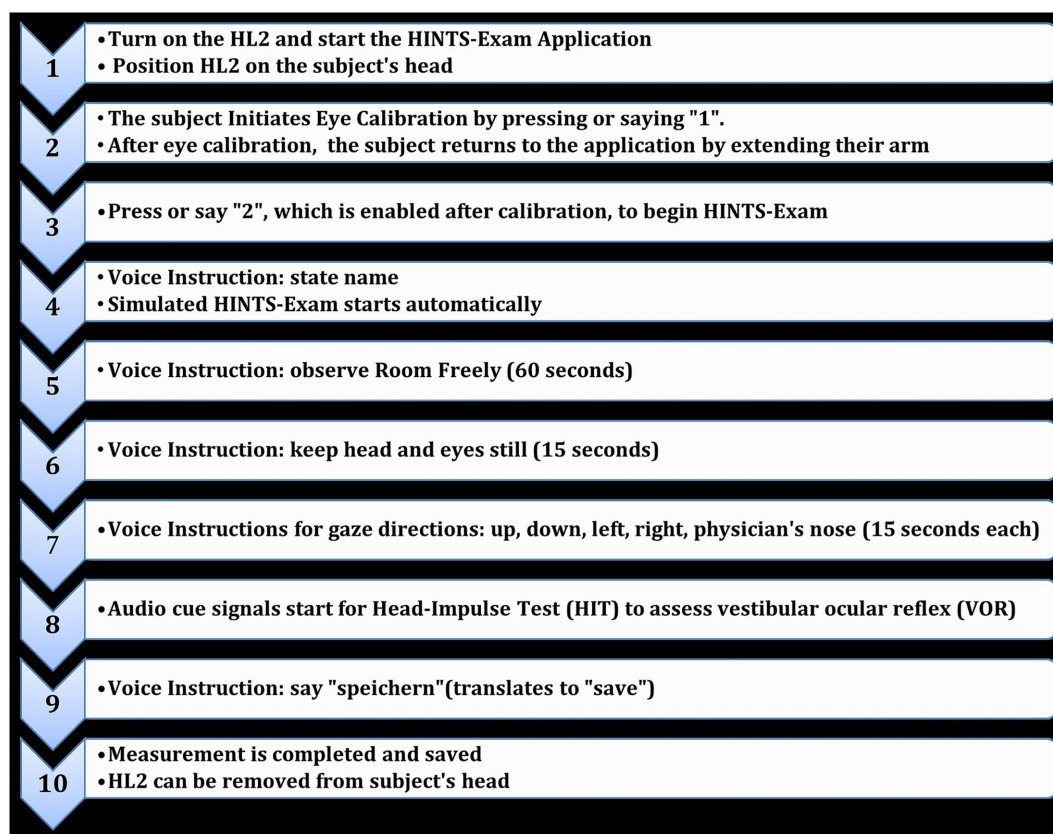 1
•Turn on the HL2 and start the HINTS-Exam Application
• Position HL2 on the subject's head
2
•The subject Initiates Eye Calibration by pressing or saying "1".
•After eye calibration, the subject returns to the application by extending their arm
3
•Press or say "2", which is enabled after calibration, to begin HINTS-Exam
4
•Voice Instruction: state name
•Simulated HINTS-Exam starts automatically
5
•Voice Instruction: observe Room Freely (60 seconds)
6
•Voice Instruction: keep head and eyes still (15 seconds)
7
•Voice Instructions for gaze directions: up, down, left, right, physician's nose (15 seconds each)
8
•Audio cue signals start for Head-Impulse Test (HIT) to assess vestibular ocular reflex (VOR)
9
•Voice Instruction: say "speichern"(translates to "save")
10
•Measurement is completed and saved
•HL2 can be removed from subject's head